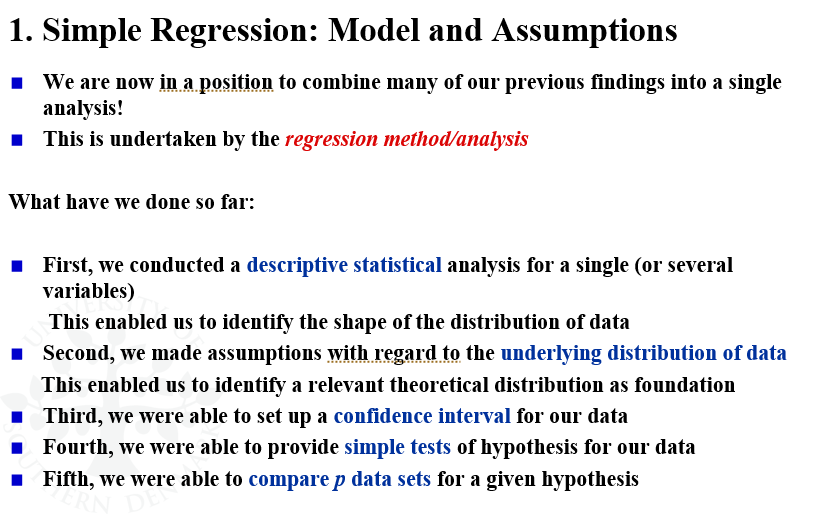 1. Simple Regression: Model and Assumptions
We are now in a position to combine many of our previous findings into a single
analysis!
This is undertaken by the regression method/analysis
What have we done so far:
First, we conducted a descriptive statistical analysis for a single (or several
variables)
This enabled us to identify the shape of the distribution of data
Second, we made assumptions with regard to the underlying distribution of data
This enabled us to identify a relevant theoretical distribution as foundation
Third, we were able to set up a confidence interval for our data
Fourth, we were able to provide simple tests of hypothesis for our data
Fifth, we were able to compare p data sets for a given hypothesis